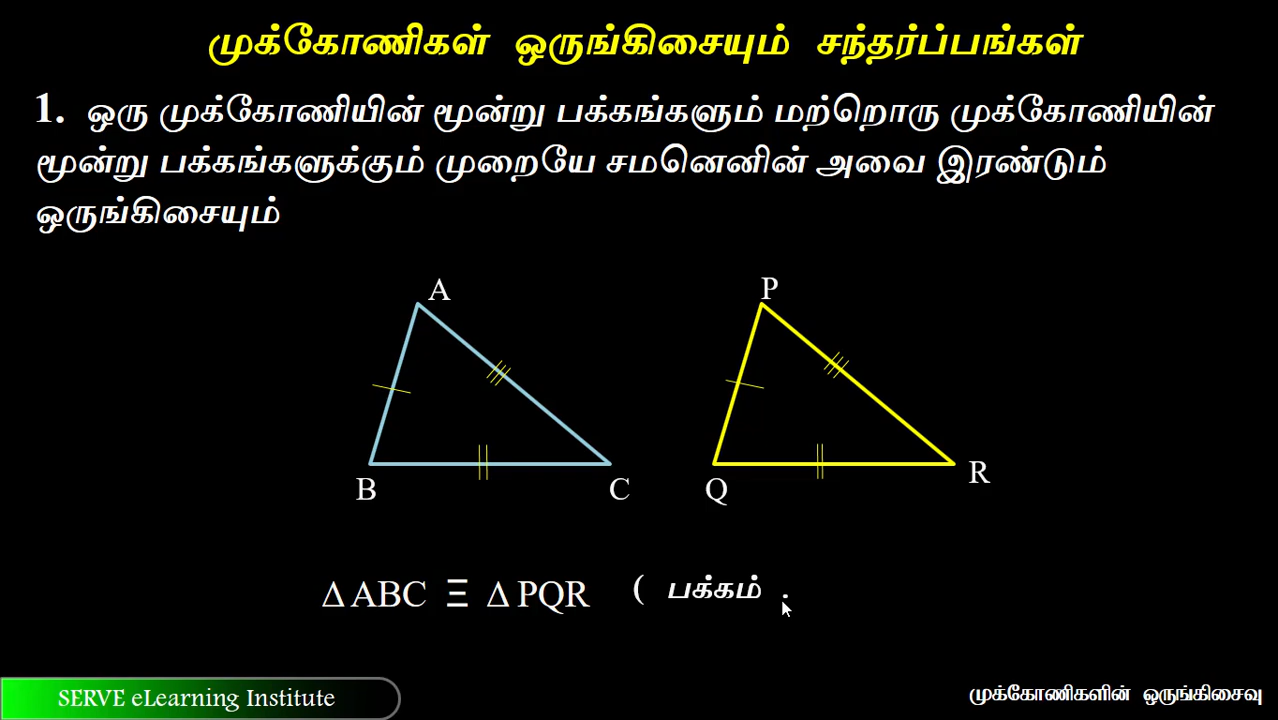 முக்கோணிகள் ஒருங்கிசையும் சந்தர்ப்பங்கள்
1. ஒரு முக்கோணியின் மூன்று பக்கங்களும் மற்றொரு முக்கோணியின்
மூன்று பக்கங்களுக்கும் முறையே சமனெனின் அவை இரண்டும்
ஒருங்கிசையும்
A
P
B
C
Q
R
Δ ABC Ξ Δ PQR ( பக்கம் .
SERVE eLearning Institute
முக்கோணிகளின் ஒருங்கிசைவு